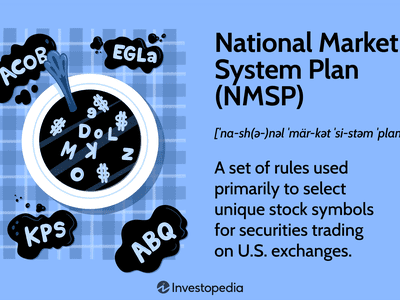 ACOB
EGLa
$
$
$
e
$
D o L
W K
Z
O
$
KPS
ABQ
National Market
System Plan
(NMSP)
[ˈna-sh(ə-)nəl ˈmär-kət ˈsi-stəm ˈplan
A set of rules used
primarily to select
unique stock symbols
for securities trading
on U.S. exchanges.
Investopedia